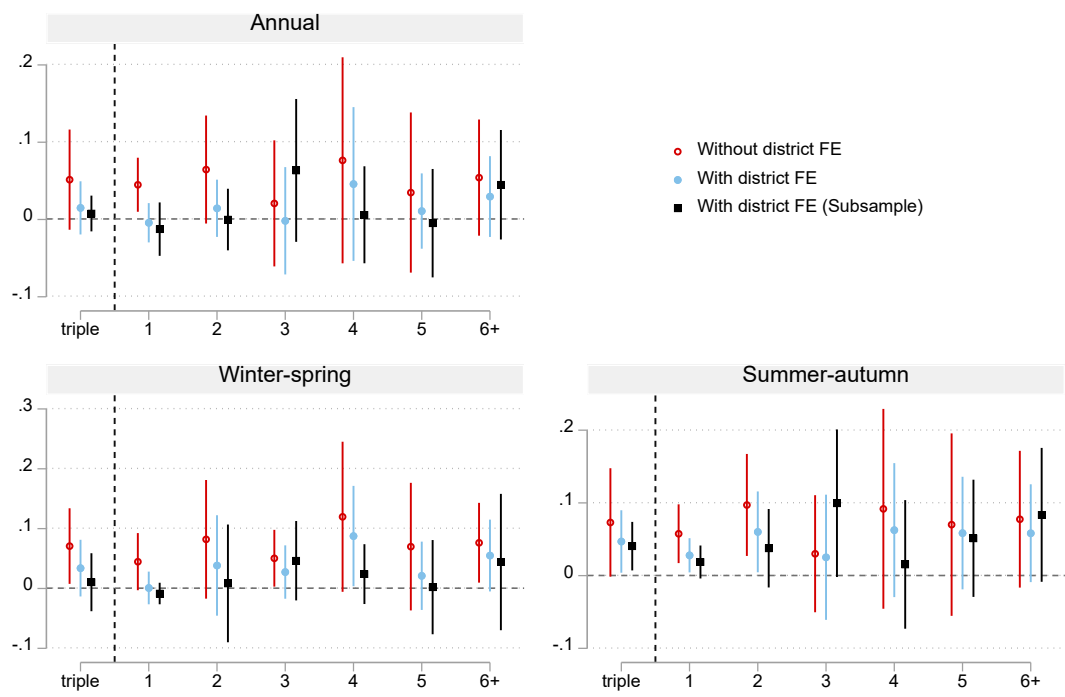 Annual
.2
.1
0
-.1
triple 1 2 3 4 5 6+
Without district FE
With district FE
With district FE (Subsample)
Winter-spring
.3
.2
.1
0
-.1
triple 1 2 3 4 5 6+
Summer-autumn
.2
.1
0
-.1
triple 1 2 3 4 5 6+